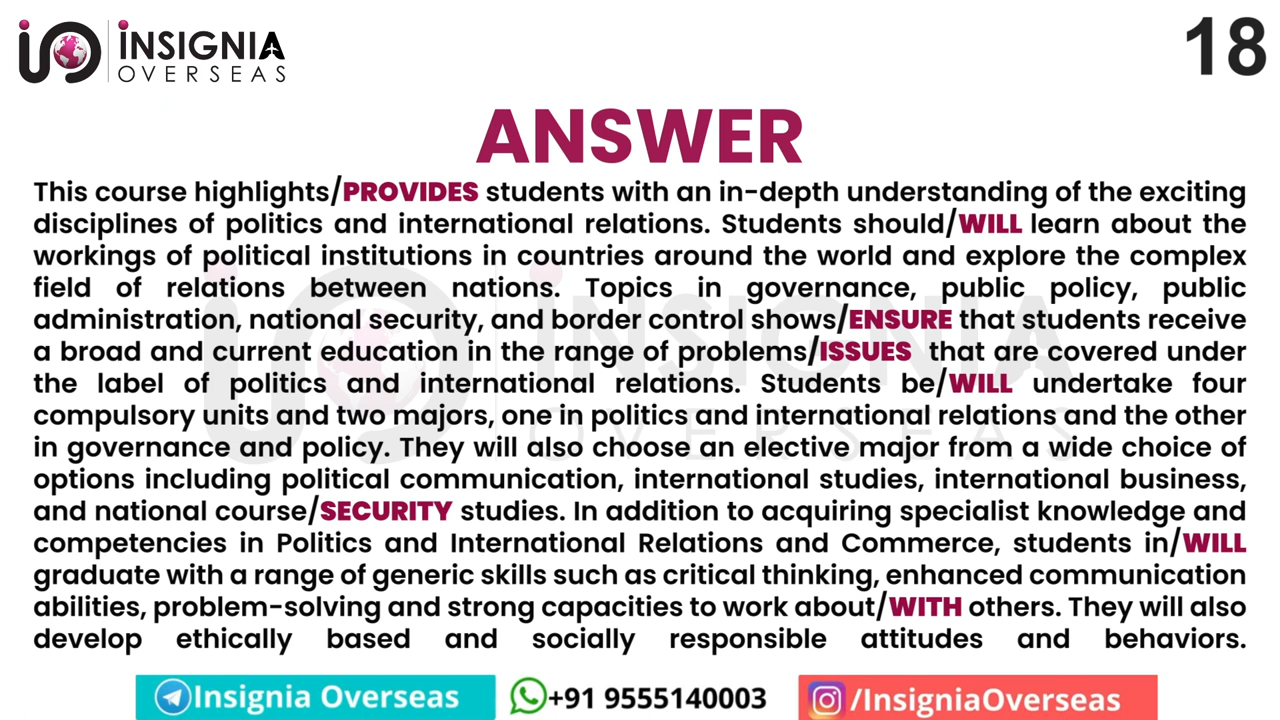 iNSIGNIA
OVERSEAS
18
ANSWER
This course highlights/PROVIDES students with an in-depth understanding of the exciting
disciplines of politics and international relations. Students should/WILL learn about the
workings of political institutions in countries around the world and explore the complex
field of relations between nations. Topics in governance, public policy, public
administration, national security, and border control shows/ENSURE that students receive
a broad and current education in the range of problems/ISSUES that are covered under
the label of politics and international relations. Students be/WILL undertake four
compulsory units and two majors, one in politics and international relations and the other
in governance and policy. They will also choose an elective major from a wide choice of
options including political communication, international studies, international business,
and national course/SECURITY studies. In addition to acquiring specialist knowledge and
competencies in Politics and International Relations and Commerce, students in/WILL
graduate with a range of generic skills such as critical thinking, enhanced communication
abilities, problem-solving and strong capacities to work about/WITH others. They will also
develop ethically based and socially responsible attitudes and behaviors.
iNSIGNIA
OVERSEAS
Insignia Overseas
+91 9555140003
/InsigniaOverseas